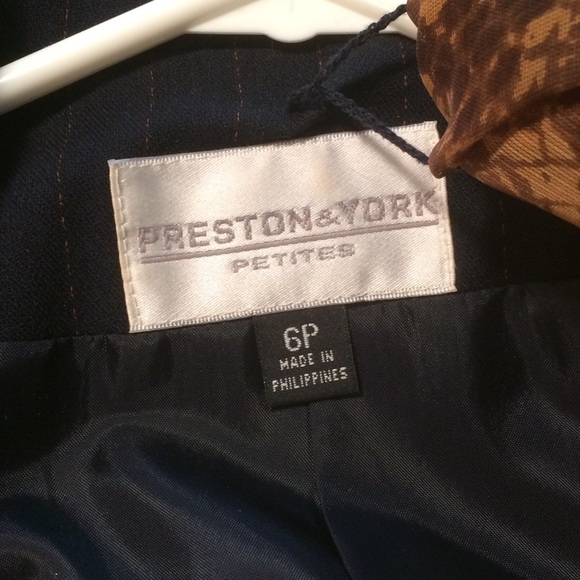 PRESTON&YORK
PETITES
6P
MADE IN
PHILIPPINES